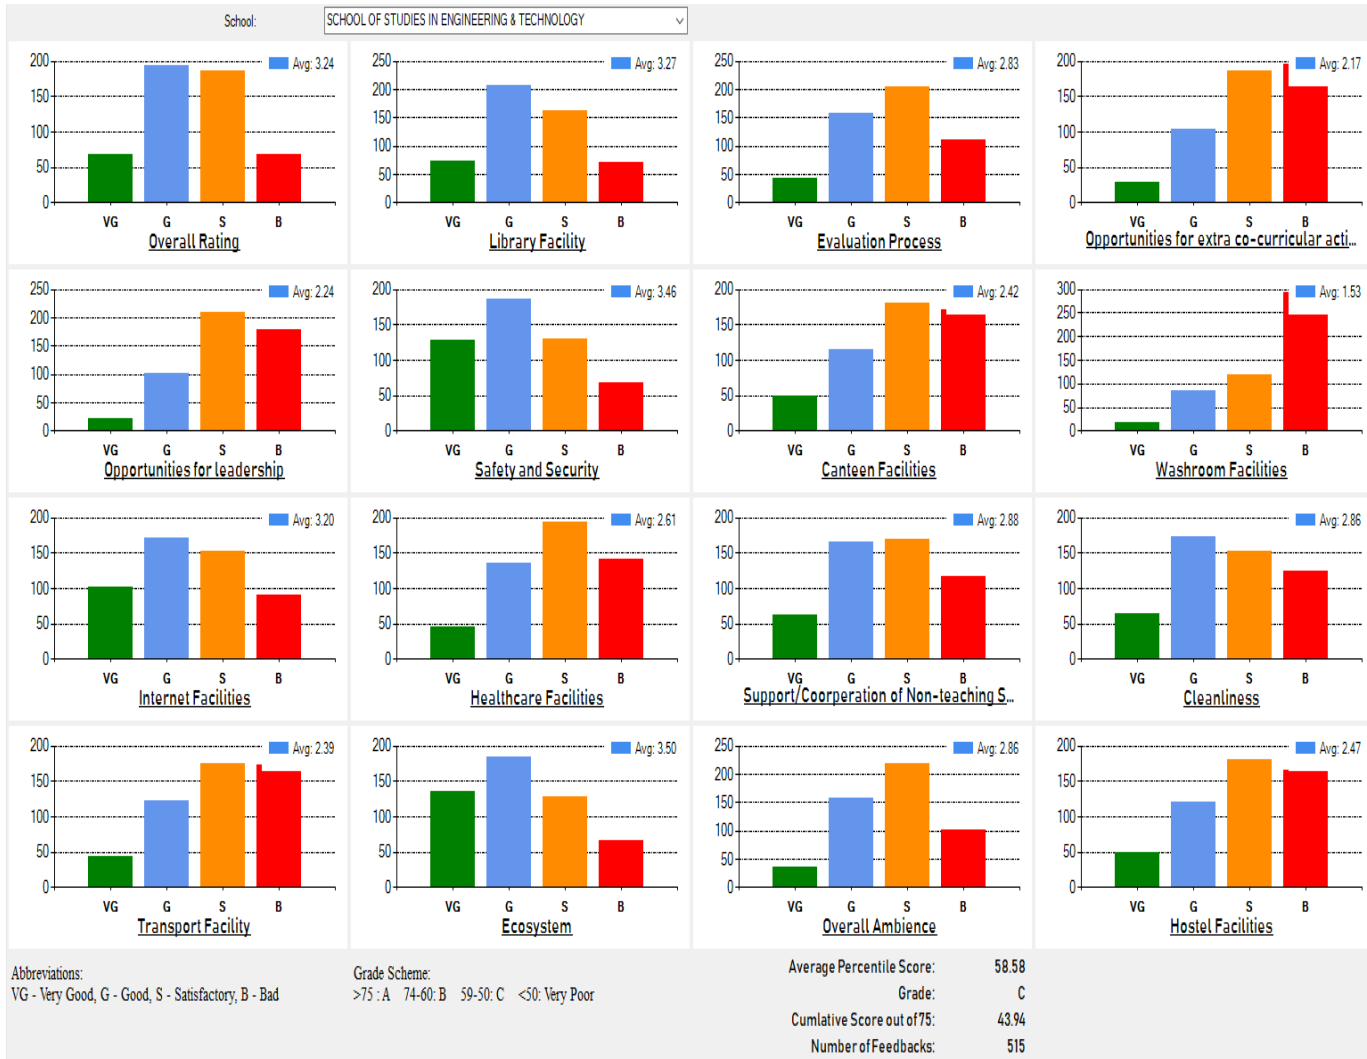 School: SCHOOL OF STUDIES IN ENGINEERING & TECHNOLOGY
200
150
100
50
0
Avg: 3.24
VG G S B
Overall Rating
250
200
150
100
50
0
Avg: 3.27
VG G S B
Library Facility
250
200
150
100
50
0
Avg: 2.83
VG G S B
Evaluation Process
200
150
100
50
0
Avg: 2.17
VG G S B
Opportunities for extra co-curricular acti...
250
200
150
100
50
0
Avg: 2.24
VG G S B
Opportunities for leadership
200
150
100
50
0
Avg: 3.46
VG G S B
Safety and Security
200
150
100
50
0
Avg: 2.42
VG G S B
Canteen Facilities
300
250
200
150
100
50
0
Avg: 1.53
VG G S B
Washroom Facilities
200
150
100
50
0
Avg: 3.20
VG G S B
Internet Facilities
200
150
100
50
0
Avg: 2.61
VG G S B
Healthcare Facilities
200
150
100
50
0
Avg: 2.88
VG G S B
Support/Coorperation of Non-teaching S...
200
150
100
50
0
Avg: 2.86
VG G S B
Cleanliness
200
150
100
50
0
Avg: 2.39
VG G S B
Transport Facility
200
150
100
50
0
Avg: 3.50
VG G S B
Ecosystem
250
200
150
100
50
0
Avg: 2.86
VG G S B
Overall Ambience
200
150
100
50
0
Avg: 2.47
VG G S B
Hostel Facilities
Abbreviations:
VG - Very Good, G - Good, S - Satisfactory, B - Bad
Grade Scheme:
>75 : A 74-60: B 59-50: C <50: Very Poor
Average Percentile Score: 58.58
Grade: C
Cumlative Score out of 75: 43.94
Number of Feedbacks: 515